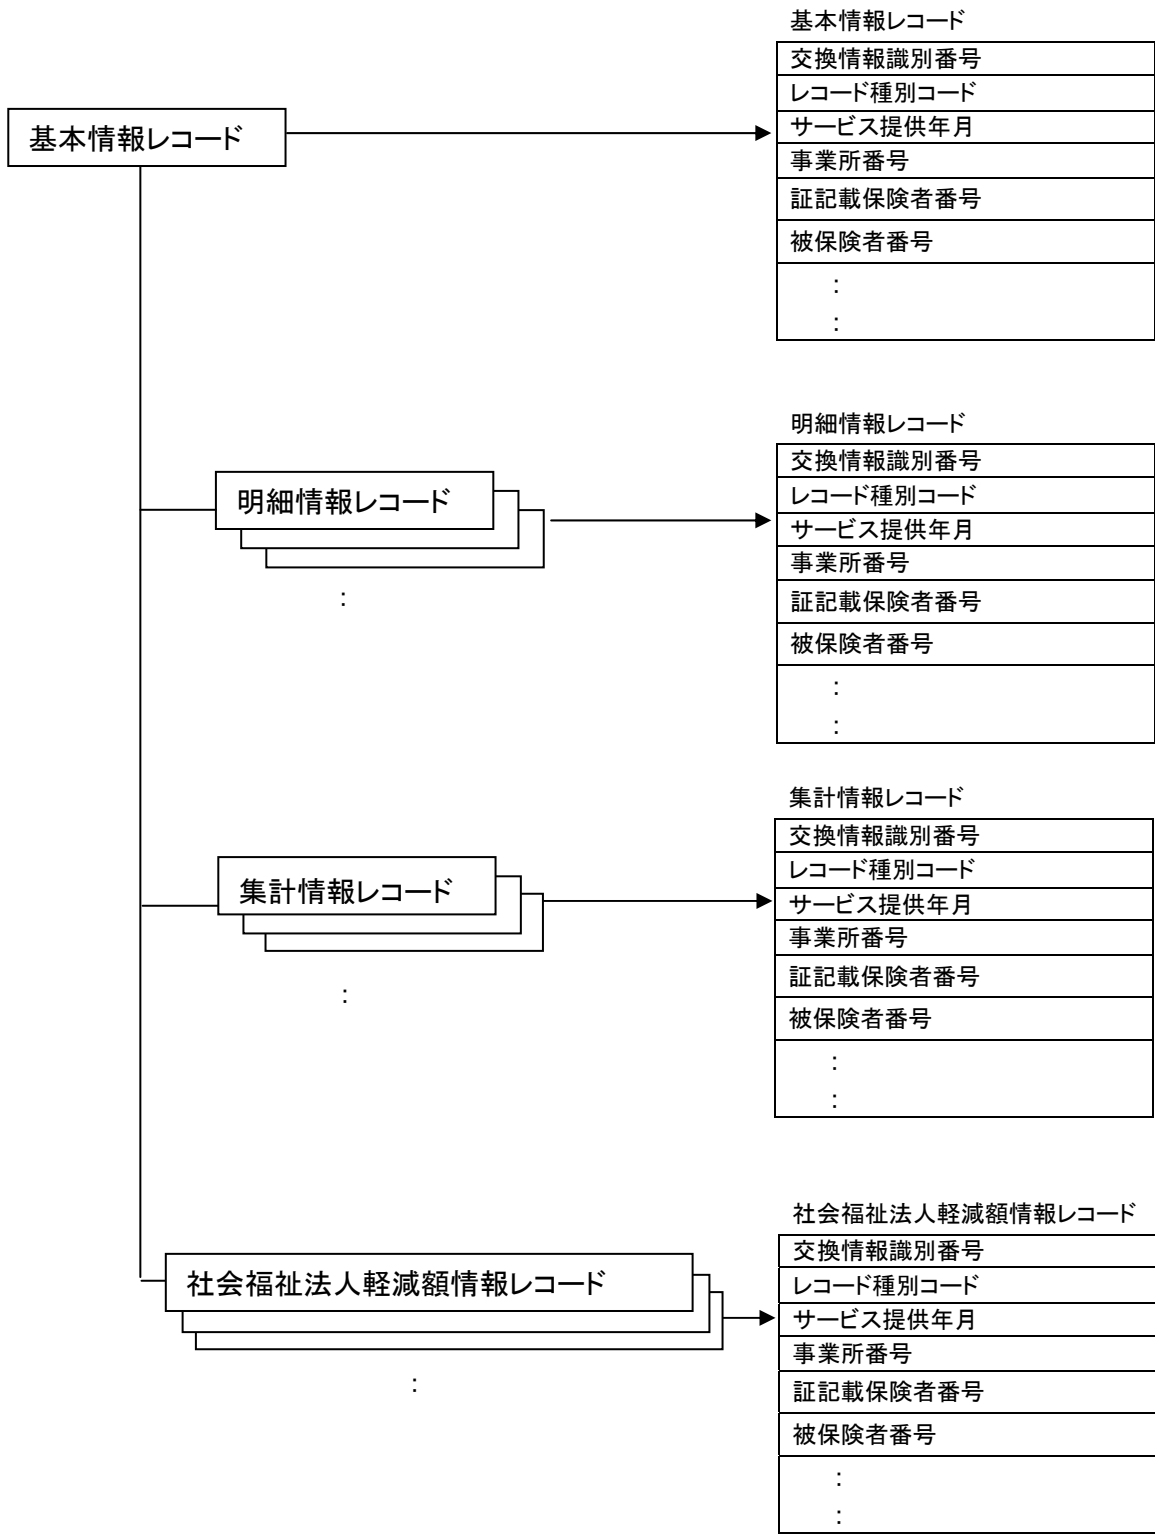 基本情報レコード
基本情報レコード
交換情報識別番号
レコード種別コード
サービス提供年月
事業所番号
証記載保険者番号
被保険者番号
:
:
明細情報レコード
:
明細情報レコード
交換情報識別番号
レコード種別コード
サービス提供年月
事業所番号
証記載保険者番号
被保険者番号
:
:
集計情報レコード
:
集計情報レコード
交換情報識別番号
レコード種別コード
サービス提供年月
事業所番号
証記載保険者番号
被保険者番号
:
:
社会福祉法人軽減額情報レコード
:
社会福祉法人軽減額情報レコード
交換情報識別番号
レコード種別コード
サービス提供年月
事業所番号
証記載保険者番号
被保険者番号
:
: